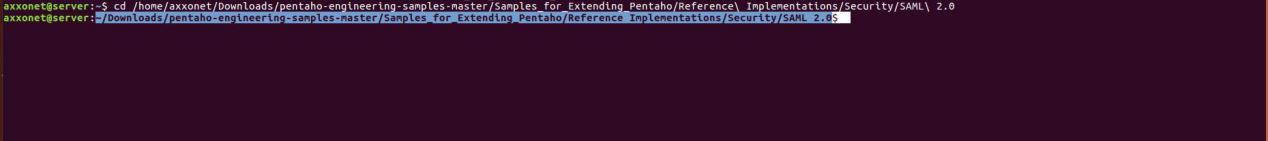 axxonet@server:~$ cd /home/axxonet/Downloads/pentaho-engineering-samples-master/Samples_for_Extending_Pentaho/Reference\ Implementations/Security/SAML\ 2.0
axxonet@server:~/Downloads/pentaho-engineering-samples-master/Samples_for_Extending_Pentaho/Reference Implementations/Security/SAML 2.0$